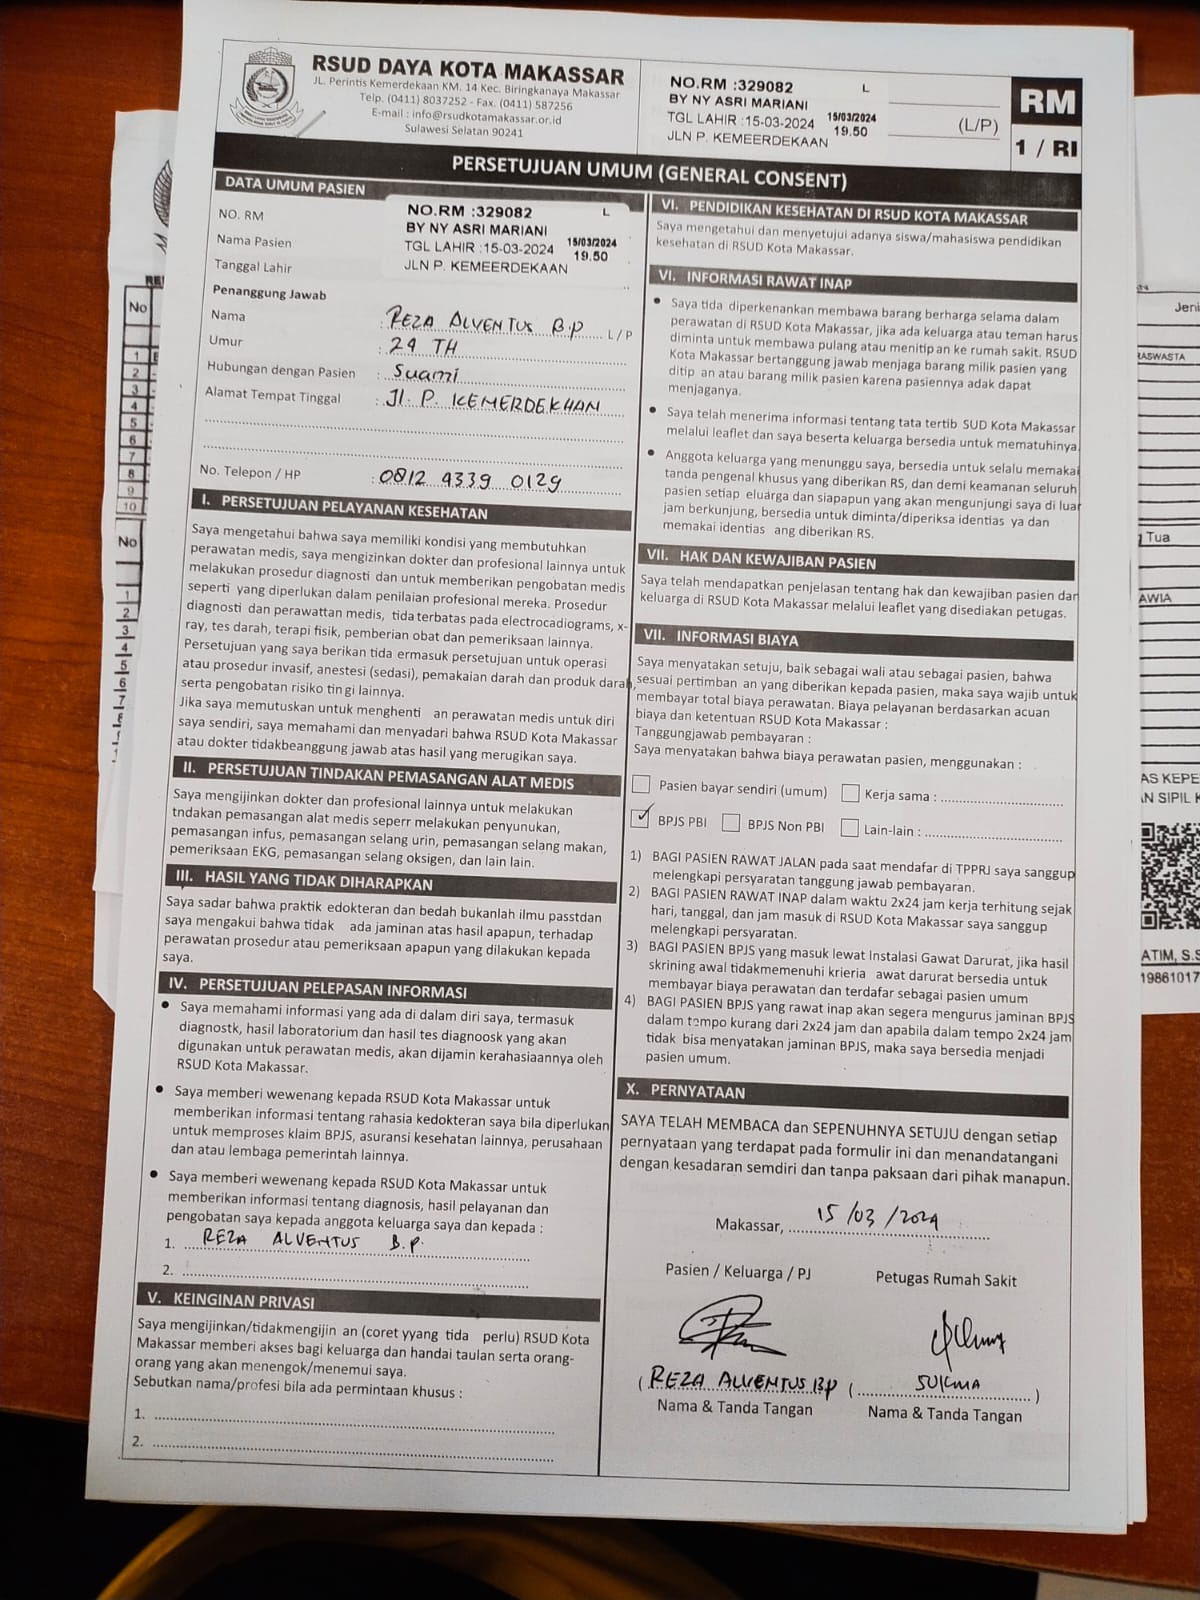 RSUD DAYA KOTA MAKASSAR
JL. Perintis Kemerdekaan KM. 14 Kec. Biringkanaya Makassar
Telp. (0411) 8037252 - Fax. (0411) 587256
E-mail : info@rsudkotamakassar.or.id
Sulawesi Selatan 90241
NO.RM :329082 L
BY NY ASRI MARIANI
TGL LAHIR :15-03-2024 15/03/2024 19.50
JLN P. KEMEERDEKAAN
(L/P)
RM
1 / RI
PERSETUJUAN UMUM (GENERAL CONSENT)
DATA UMUM PASIEN
NO. RM
Nama Pasien
Tanggal Lahir
NO.RM :329082 L
BY NY ASRI MARIANI
TGL LAHIR :15-03-2024 15/03/2024 19.50
JLN P. KEMEERDEKAAN
Penanggung Jawab
Nama : REZA ALVENTUS B.P L / P
Umur : 29 TH
Hubungan dengan Pasien : Suami
Alamat Tempat Tinggal : Jl. P. KEMERDEKAAN
No. Telepon / HP : 0812 4339 0129
I. PERSETUJUAN PELAYANAN KESEHATAN
Saya mengetahui bahwa saya memiliki kondisi yang membutuhkan
perawatan medis, saya mengizinkan dokter dan profesional lainnya untuk
melakukan prosedur diagnosti dan untuk memberikan pengobatan medis
seperti yang diperlukan dalam penilaian profesional mereka. Prosedur
diagnosti dan perawattan medis, tida terbatas pada electrocadiograms, x-
ray, tes darah, terapi fisik, pemberian obat dan pemeriksaan lainnya.
Persetujuan yang saya berikan tida ermasuk persetujuan untuk operasi
atau prosedur invasif, anestesi (sedasi), pemakaian darah dan produk darah,
serta pengobatan risiko tin gi lainnya.
Jika saya memutuskan untuk menghenti an perawatan medis untuk diri
saya sendiri, saya memahami dan menyadari bahwa RSUD Kota Makassar
atau dokter tidakbeanggung jawab atas hasil yang merugikan saya.
II. PERSETUJUAN TINDAKAN PEMASANGAN ALAT MEDIS
Saya mengijinkan dokter dan profesional lainnya untuk melakukan
tndakan pemasangan alat medis seperr melakukan penyunukan,
pemasangan infus, pemasangan selang urin, pemasangan selang makan,
pemeriksaan EKG, pemasangan selang oksigen, dan lain lain.
III. HASIL YANG TIDAK DIHARAPKAN
Saya sadar bahwa praktik edokteran dan bedah bukanlah ilmu passtdan
saya mengakui bahwa tidak ada jaminan atas hasil apapun, terhadap
perawatan prosedur atau pemeriksaan apapun yang dilakukan kepada
saya.
IV. PERSETUJUAN PELEPASAN INFORMASI
• Saya memahami informasi yang ada di dalam diri saya, termasuk
diagnostk, hasil laboratorium dan hasil tes diagnoosk yang akan
digunakan untuk perawatan medis, akan dijamin kerahasiaannya oleh
RSUD Kota Makassar.
• Saya memberi wewenang kepada RSUD Kota Makassar untuk
memberikan informasi tentang rahasia kedokteran saya bila diperlukan
untuk memproses klaim BPJS, asuransi kesehatan lainnya, perusahaan
dan atau lembaga pemerintah lainnya.
• Saya memberi wewenang kepada RSUD Kota Makassar untuk
memberikan informasi tentang diagnosis, hasil pelayanan dan
pengobatan saya kepada anggota keluarga saya dan kepada :
1. REZA ALVENTUS B.P.
2.
V. KEINGINAN PRIVASI
Saya mengijinkan/tidakmengijin an (coret yyang tida perlu) RSUD Kota
Makassar memberi akses bagi keluarga dan handai taulan serta orang-
orang yang akan menengok/menemui saya.
Sebutkan nama/profesi bila ada permintaan khusus :
1.
2.
VI. PENDIDIKAN KESEHATAN DI RSUD KOTA MAKASSAR
Saya mengetahui dan menyetujui adanya siswa/mahasiswa pendidikan
kesehatan di RSUD Kota Makassar.
VI. INFORMASI RAWAT INAP
• Saya tida diperkenankan membawa barang berharga selama dalam
perawatan di RSUD Kota Makassar, jika ada keluarga atau teman harus
diminta untuk membawa pulang atau menitip an ke rumah sakit. RSUD
Kota Makassar bertanggung jawab menjaga barang milik pasien yang
ditip an atau barang milik pasien karena pasiennya adak dapat
menjaganya.
• Saya telah menerima informasi tentang tata tertib SUD Kota Makassar
melalui leaflet dan saya beserta keluarga bersedia untuk mematuhinya
• Anggota keluarga yang menunggu saya, bersedia untuk selalu memakai
tanda pengenal khusus yang diberikan RS, dan demi keamanan seluruh
pasien setiap eluarga dan siapapun yang akan mengunjungi saya di luar
jam berkunjung, bersedia untuk diminta/diperiksa identias ya dan
memakai identias ang diberikan RS.
VII. HAK DAN KEWAJIBAN PASIEN
Saya telah mendapatkan penjelasan tentang hak dan kewajiban pasien dan
keluarga di RSUD Kota Makassar melalui leaflet yang disediakan petugas.
VII. INFORMASI BIAYA
Saya menyatakan setuju, baik sebagai wali atau sebagai pasien, bahwa
sesuai pertimban an yang diberikan kepada pasien, maka saya wajib untuk
membayar total biaya perawatan. Biaya pelayanan berdasarkan acuan
biaya dan ketentuan RSUD Kota Makassar :
Tanggungjawab pembayaran :
Saya menyatakan bahwa biaya perawatan pasien, menggunakan :
☐ Pasien bayar sendiri (umum) ☐ Kerja sama :
☑ BPJS PBI ☐ BPJS Non PBI ☐ Lain-lain :
1) BAGI PASIEN RAWAT JALAN pada saat mendafar di TPPRJ saya sanggup
melengkapi persyaratan tanggung jawab pembayaran.
2) BAGI PASIEN RAWAT INAP dalam waktu 2x24 jam kerja terhitung sejak
hari, tanggal, dan jam masuk di RSUD Kota Makassar saya sanggup
melengkapi persyaratan.
3) BAGI PASIEN BPJS yang masuk lewat Instalasi Gawat Darurat, jika hasil
skrining awal tidakmemenuhi krieria awat darurat bersedia untuk
membayar biaya perawatan dan terdafar sebagai pasien umum
4) BAGI PASIEN BPJS yang rawat inap akan segera mengurus jaminan BPJS
dalam tempo kurang dari 2x24 jam dan apabila dalam tempo 2x24 jam
tidak bisa menyatakan jaminan BPJS, maka saya bersedia menjadi
pasien umum.
X. PERNYATAAN
SAYA TELAH MEMBACA dan SEPENUHNYA SETUJU dengan setiap
pernyataan yang terdapat pada formulir ini dan menandatangani
dengan kesadaran semdiri dan tanpa paksaan dari pihak manapun.
Makassar, 15/03/2024
Pasien / Keluarga / PJ Petugas Rumah Sakit
( REZA ALVENTUS BP ( SUKMA )
Nama & Tanda Tangan Nama & Tanda Tangan
No
1
2
3
4
5
6
7
8
9
10
No
1
2
3
4
5
6
7
Jeni
RASWASTA
Tua
AWIA
AS KEPE
AN SIPIL K
ATIM, S.S
19861017